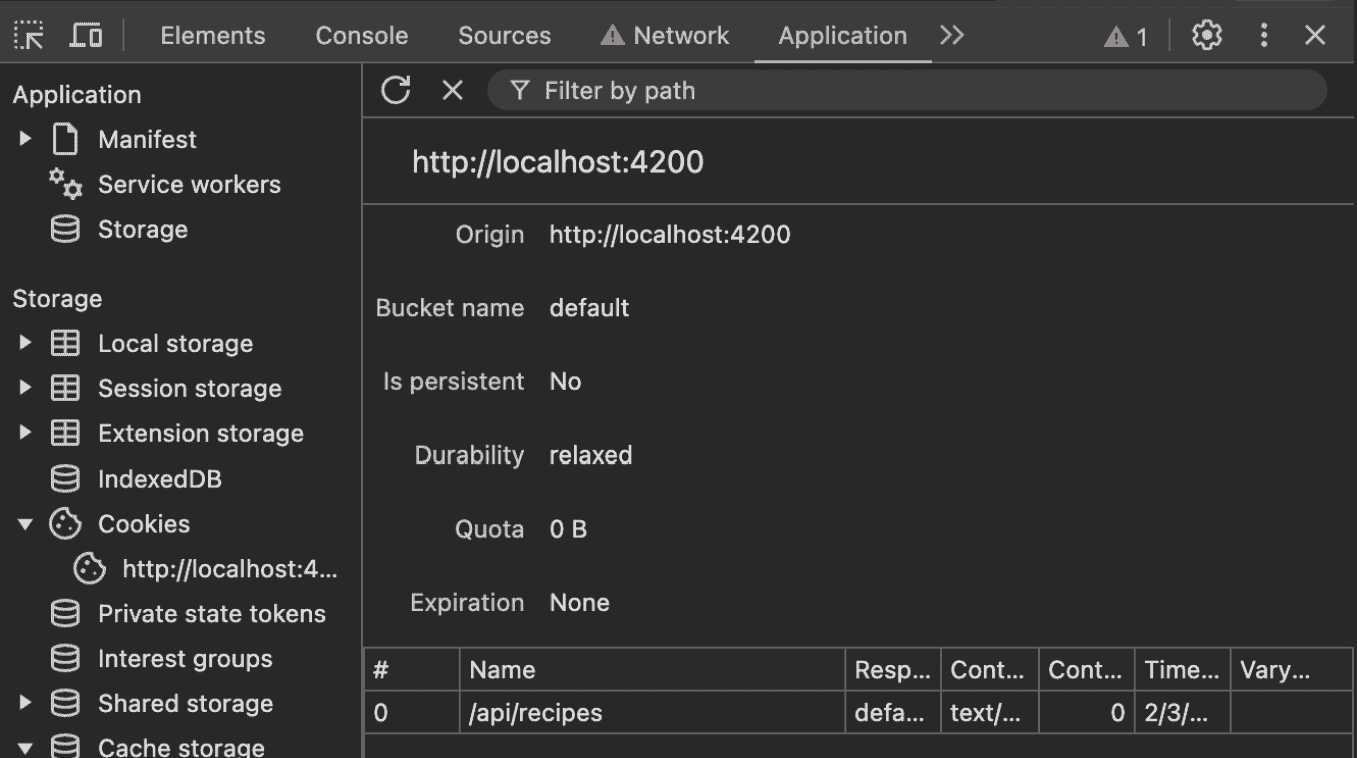 Elements Console Sources Network Application 1
Application
Manifest
Service workers
Storage
Storage
Local storage
Session storage
Extension storage
IndexedDB
Cookies
http://localhost:4...
Private state tokens
Interest groups
Shared storage
Cache storage
Filter by path
http://localhost:4200
Origin http://localhost:4200
Bucket name default
Is persistent No
Durability relaxed
Quota 0 B
Expiration None
# Name Resp... Cont... Cont... Time... Vary...
0 /api/recipes defa... text/... 0 2/3/...